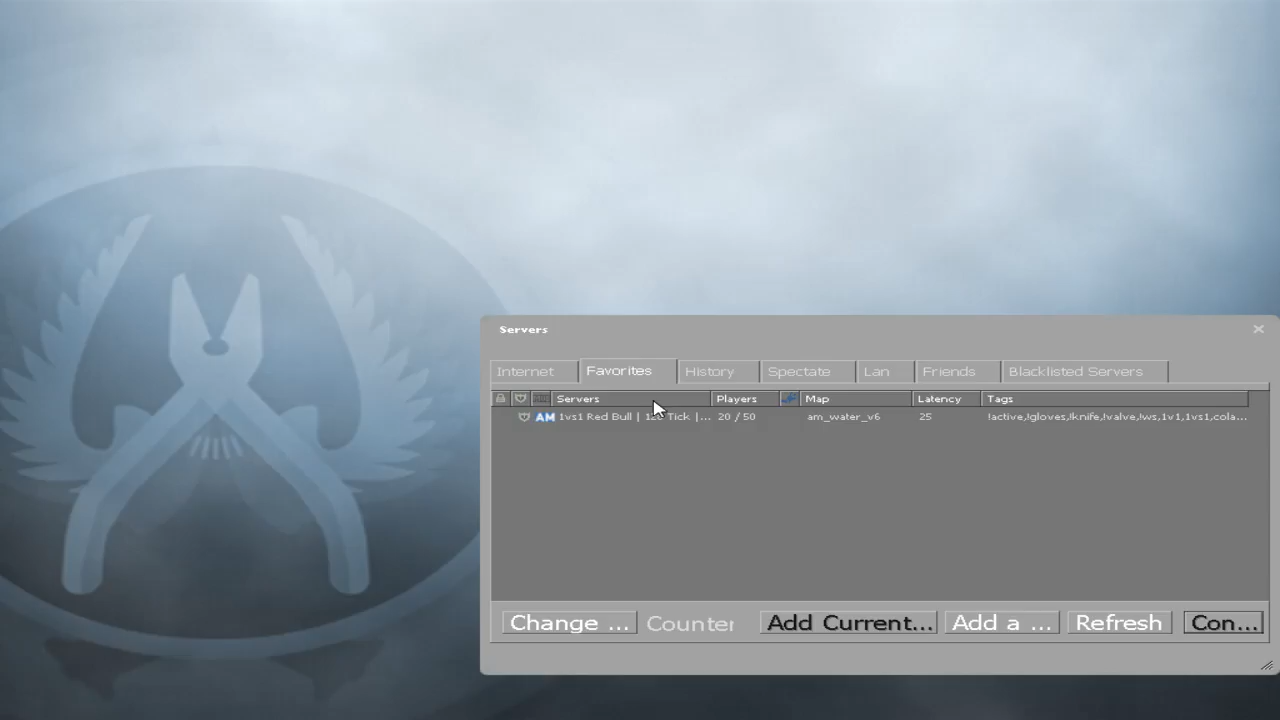 Servers
Internet Favorites History Spectate Lan Friends Blacklisted Servers
Servers Players Map Latency Tags
AM 1vs1 Red Bull | Tick |... 20 / 50 am_water_v6 25 !active,!gloves,!knife,!valve,!ws,1v1,1vs1,cola...
Change ... Counter Add Current... Add a ... Refresh Con...